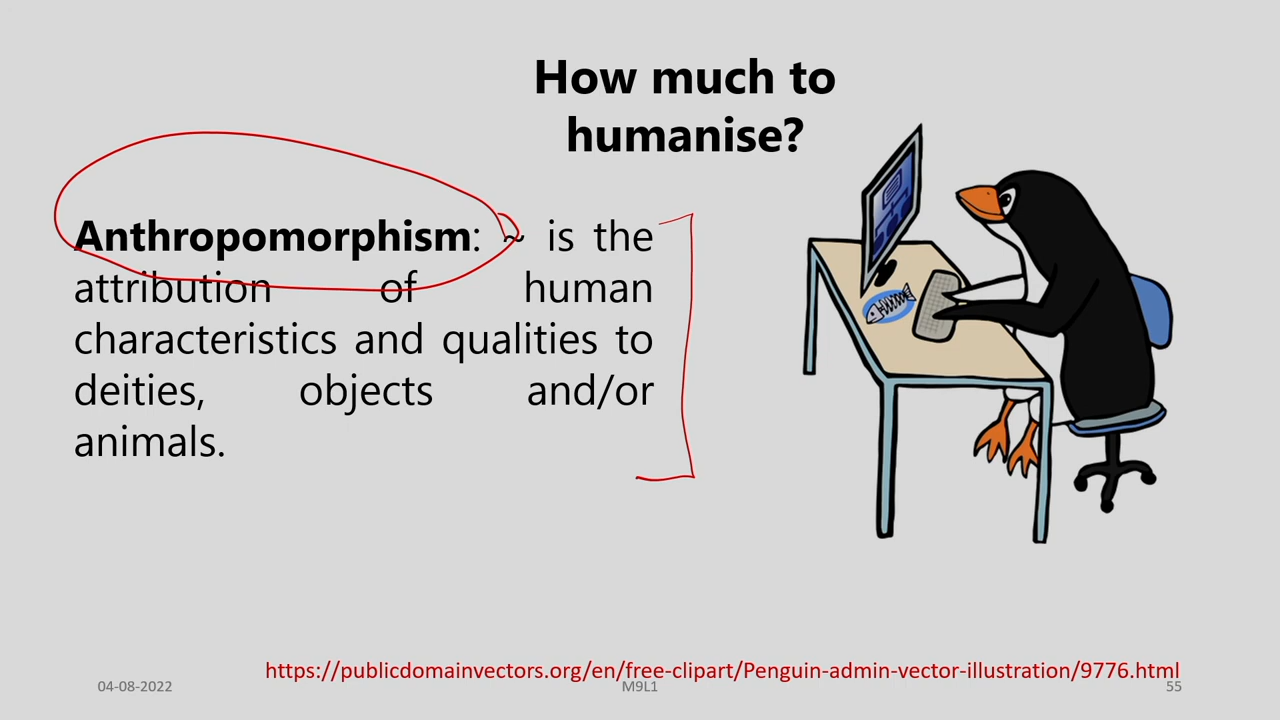 How much to
humanise?
Anthropomorphism: ~ is the
attribution of human
characteristics and qualities to
deities, objects and/or
animals.
https://publicdomainvectors.org/en/free-clipart/Penguin-admin-vector-illustration/9776.html
04-08-2022 M9L1 55